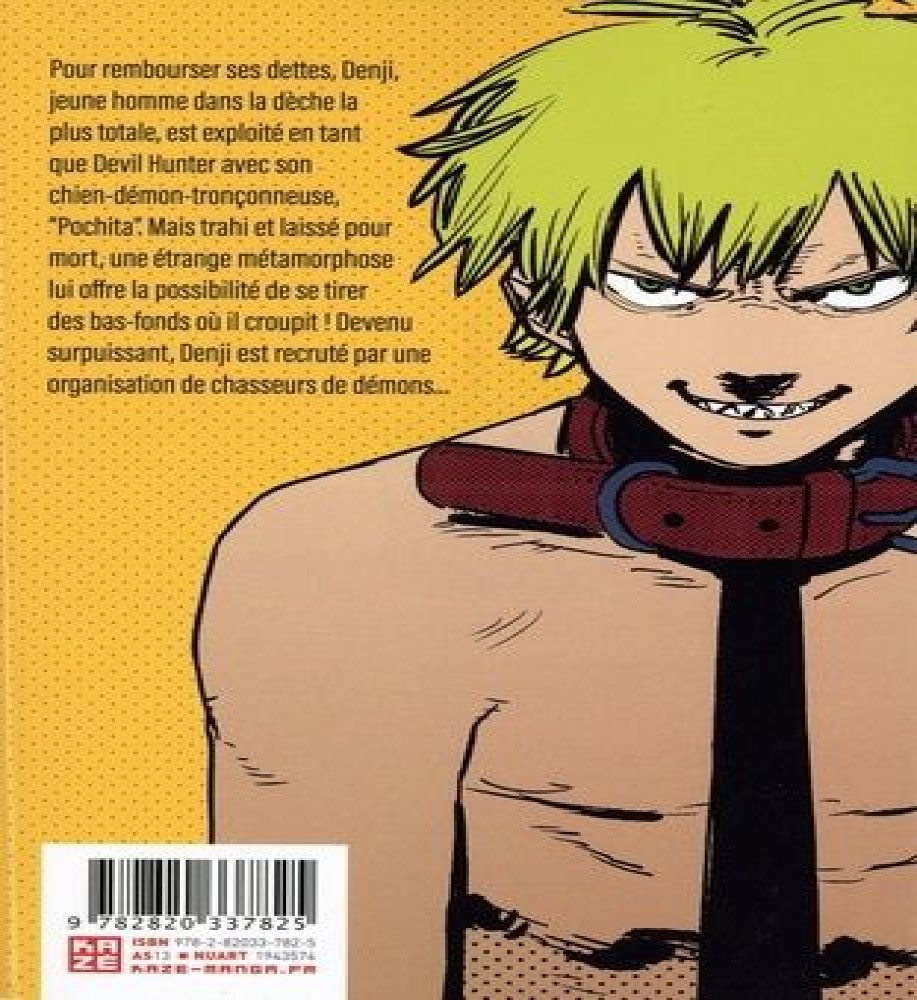 Pour rembourser ses dettes, Denji,
jeune homme dans la dèche la
plus totale, est exploité en tant
que Devil Hunter avec son
chien-démon-tronçonneuse,
"Pochita". Mais trahi et laissé pour
mort, une étrange métamorphose
lui offre la possibilité de se tirer
des bas-fonds où il croupit ! Devenu
surpuissant, Denji est recruté par une
organisation de chasseurs de démons...
9 782820 337825
KAZE
ISBN 978-2-82033-782-5
AS13 ■ NUART 1943574
KAZE-MANGA.FR